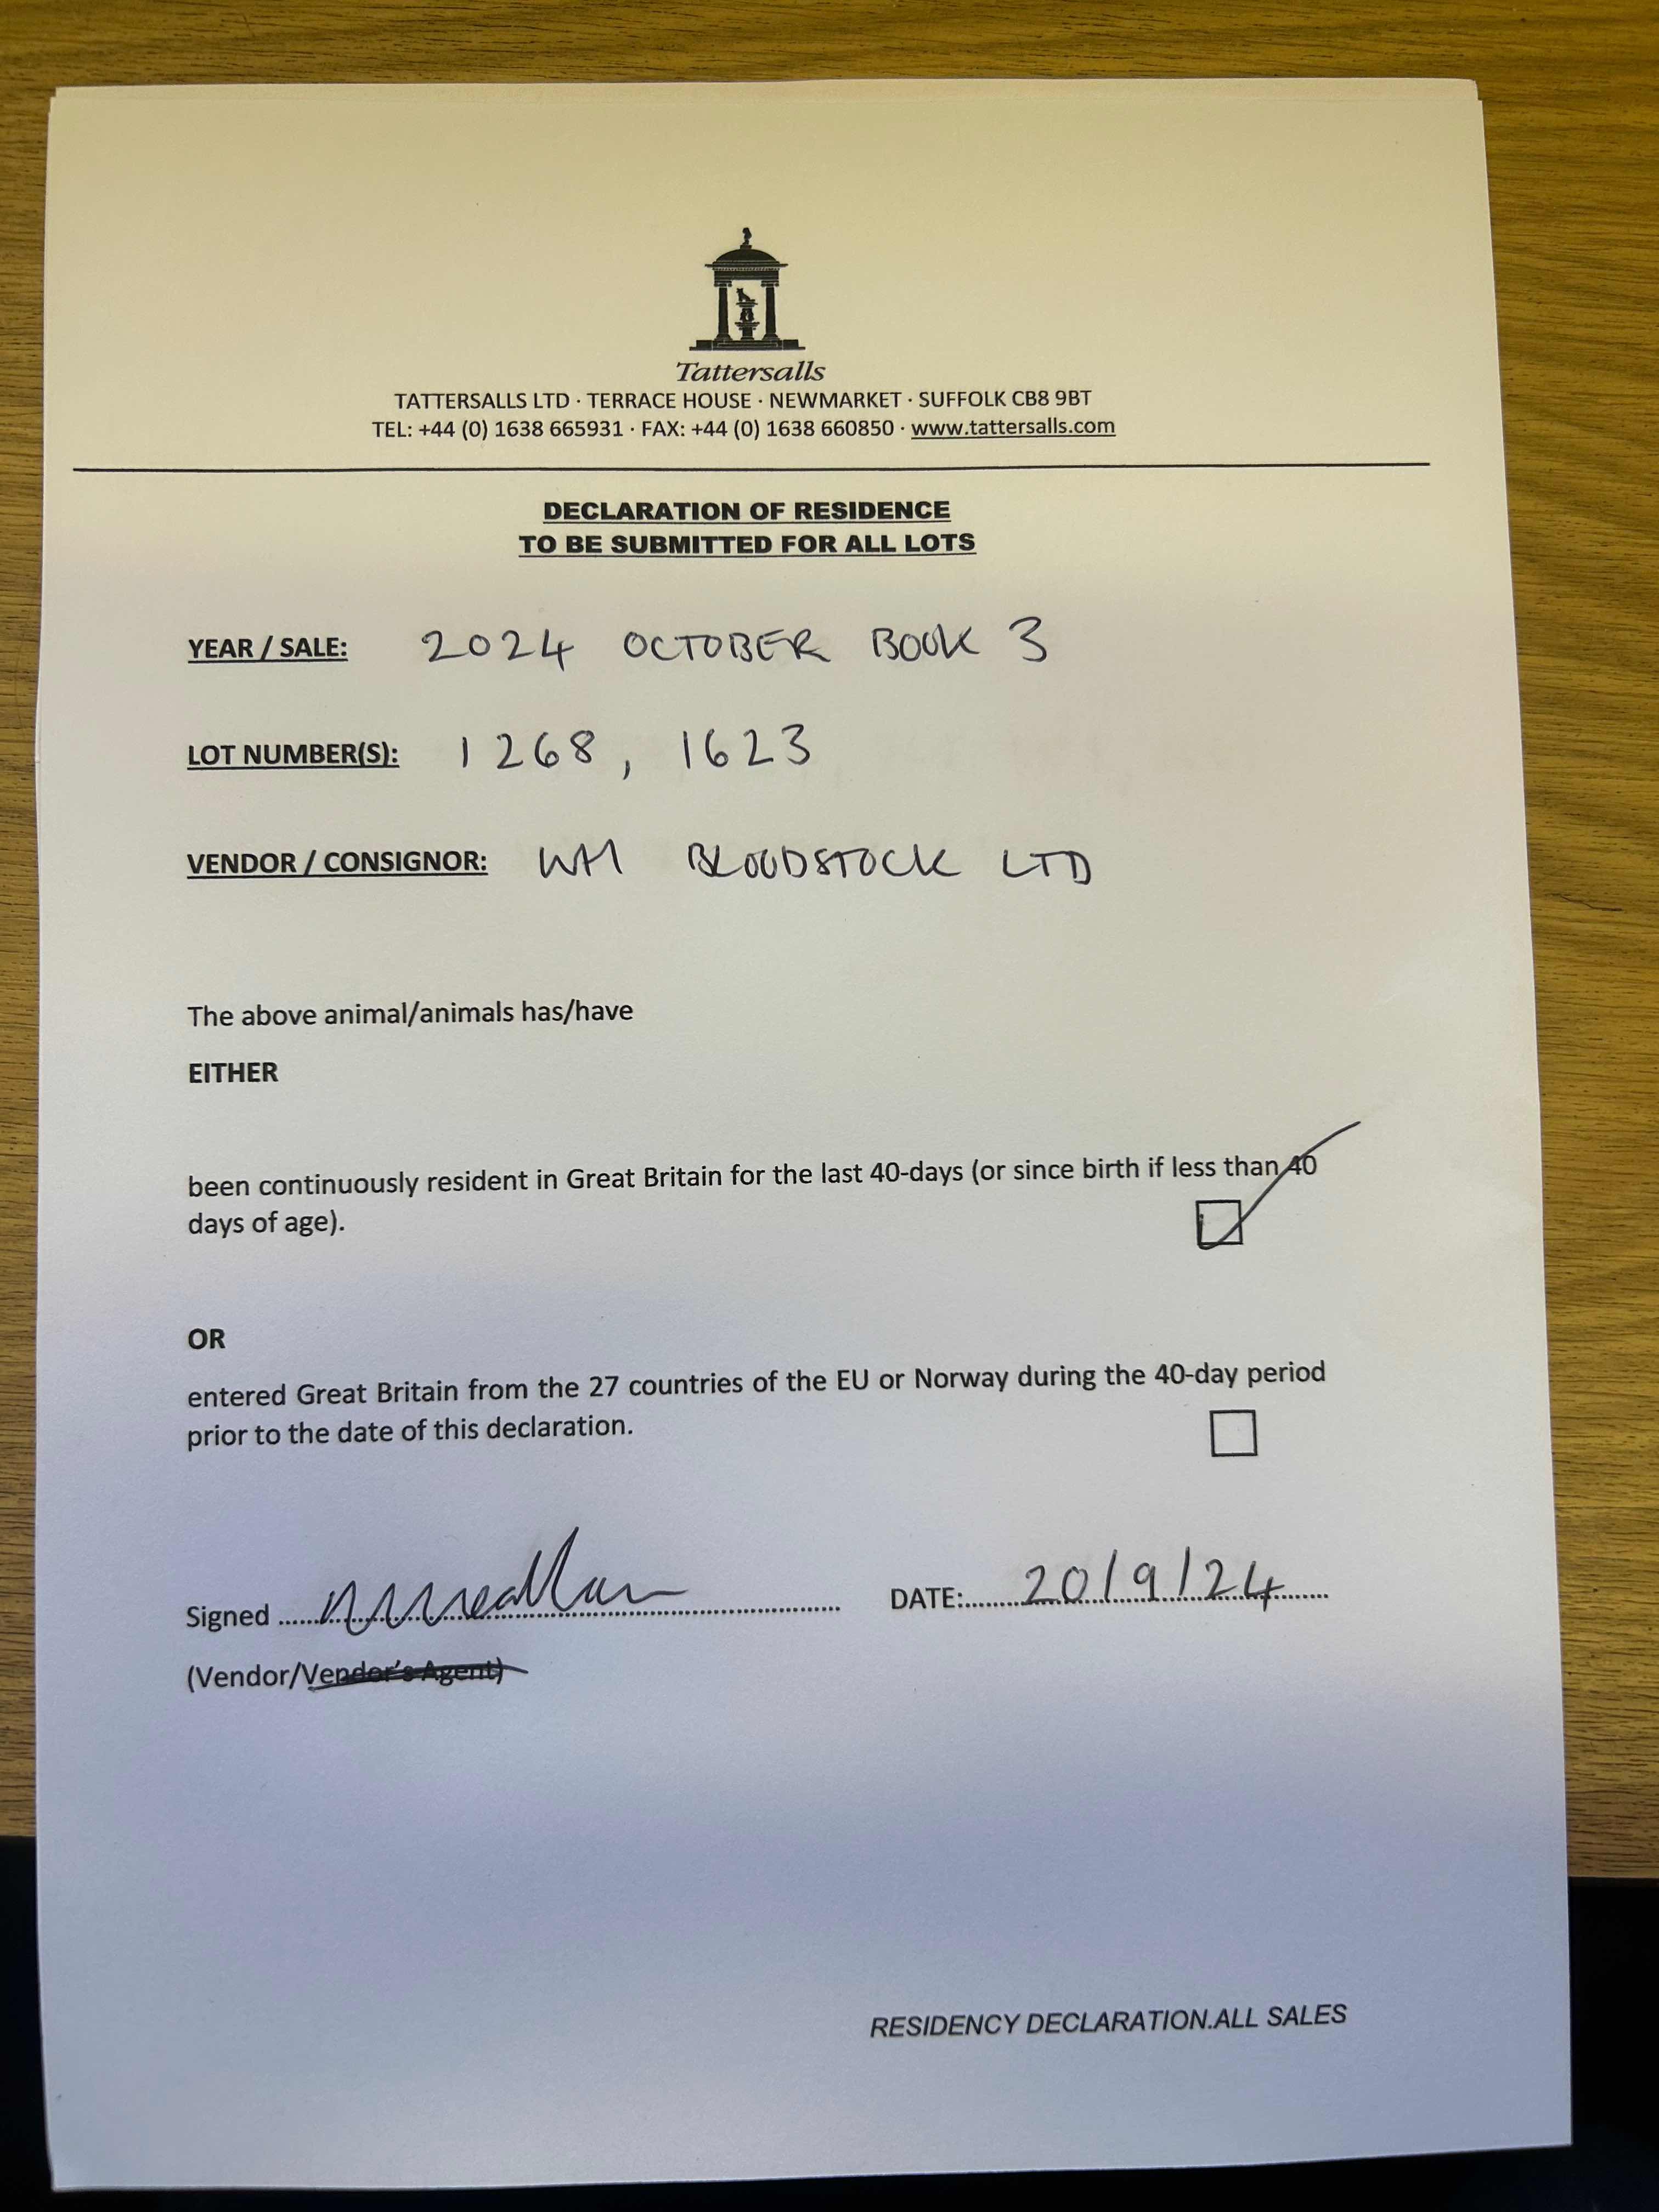 Tattersalls
TATTERSALLS LTD · TERRACE HOUSE · NEWMARKET · SUFFOLK CB8 9BT
TEL: +44 (0) 1638 665931 · FAX: +44 (0) 1638 660850 · www.tattersalls.com
DECLARATION OF RESIDENCE
TO BE SUBMITTED FOR ALL LOTS
YEAR / SALE: 2024 OCTOBER BOOK 3
LOT NUMBER(S): 1268, 1623
VENDOR / CONSIGNOR: BLOODSTOCK LTD
The above animal/animals has/have
EITHER
been continuously resident in Great Britain for the last 40-days (or since birth if less than 40
days of age).
OR
entered Great Britain from the 27 countries of the EU or Norway during the 40-day period
prior to the date of this declaration.
Signed DATE: 20/9/24
(Vendor/Vendor's Agent)
RESIDENCY DECLARATION.ALL SALES